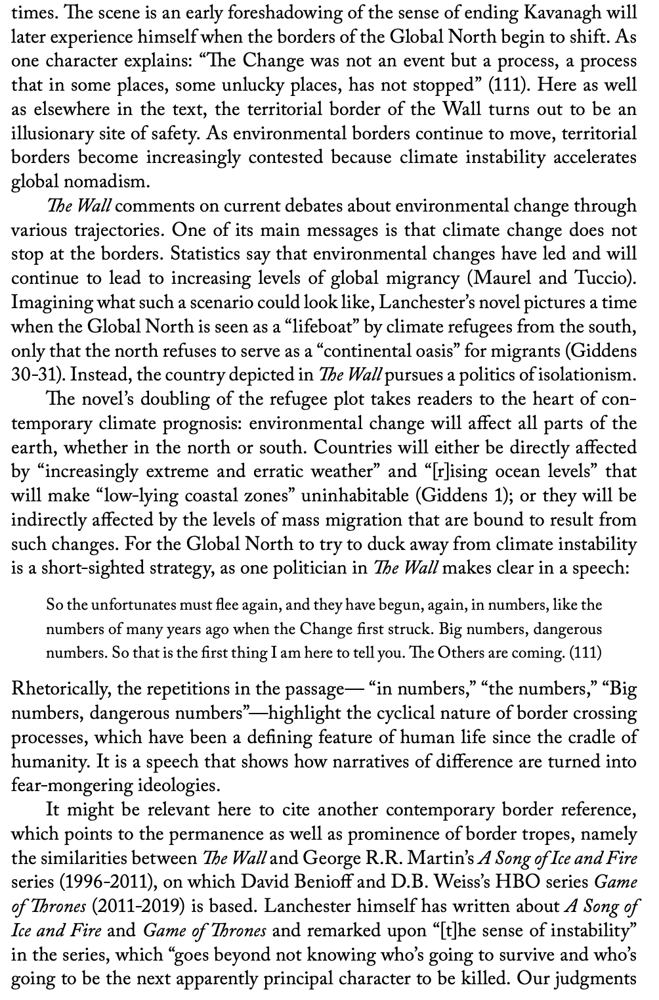 times. The scene is an early foreshadowing of the sense of ending Kavanagh will
later experience himself when the borders of the Global North begin to shift. As
one character explains: “The Change was not an event but a process, a process
that in some places, some unlucky places, has not stopped” (111). Here as well
as elsewhere in the text, the territorial border of the Wall turns out to be an
illusionary site of safety. As environmental borders continue to move, territorial
borders become increasingly contested because climate instability accelerates
global nomadism.
The Wall comments on current debates about environmental change through
various trajectories. One of its main messages is that climate change does not
stop at the borders. Statistics say that environmental changes have led and will
continue to lead to increasing levels of global migrancy (Maurel and Tuccio).
Imagining what such a scenario could look like, Lanchester’s novel pictures a time
when the Global North is seen as a “lifeboat” by climate refugees from the south,
only that the north refuses to serve as a “continental oasis” for migrants (Giddens
30-31). Instead, the country depicted in The Wall pursues a politics of isolationism.
The novel’s doubling of the refugee plot takes readers to the heart of con-
temporary climate prognosis: environmental change will affect all parts of the
earth, whether in the north or south. Countries will either be directly affected
by “increasingly extreme and erratic weather” and “[r]ising ocean levels” that
will make “low-lying coastal zones” uninhabitable (Giddens 1); or they will be
indirectly affected by the levels of mass migration that are bound to result from
such changes. For the Global North to try to duck away from climate instability
is a short-sighted strategy, as one politician in The Wall makes clear in a speech:
So the unfortunates must flee again, and they have begun, again, in numbers, like the
numbers of many years ago when the Change first struck. Big numbers, dangerous
numbers. So that is the first thing I am here to tell you. The Others are coming. (111)
Rhetorically, the repetitions in the passage— “in numbers,” “the numbers,” “Big
numbers, dangerous numbers”—highlight the cyclical nature of border crossing
processes, which have been a defining feature of human life since the cradle of
humanity. It is a speech that shows how narratives of difference are turned into
fear-mongering ideologies.
It might be relevant here to cite another contemporary border reference,
which points to the permanence as well as prominence of border tropes, namely
the similarities between The Wall and George R.R. Martin’s A Song of Ice and Fire
series (1996-2011), on which David Benioff and D.B. Weiss’s HBO series Game
of Thrones (2011-2019) is based. Lanchester himself has written about A Song of
Ice and Fire and Game of Thrones and remarked upon “[t]he sense of instability”
in the series, which “goes beyond not knowing who’s going to survive and who’s
going to be the next apparently principal character to be killed. Our judgments